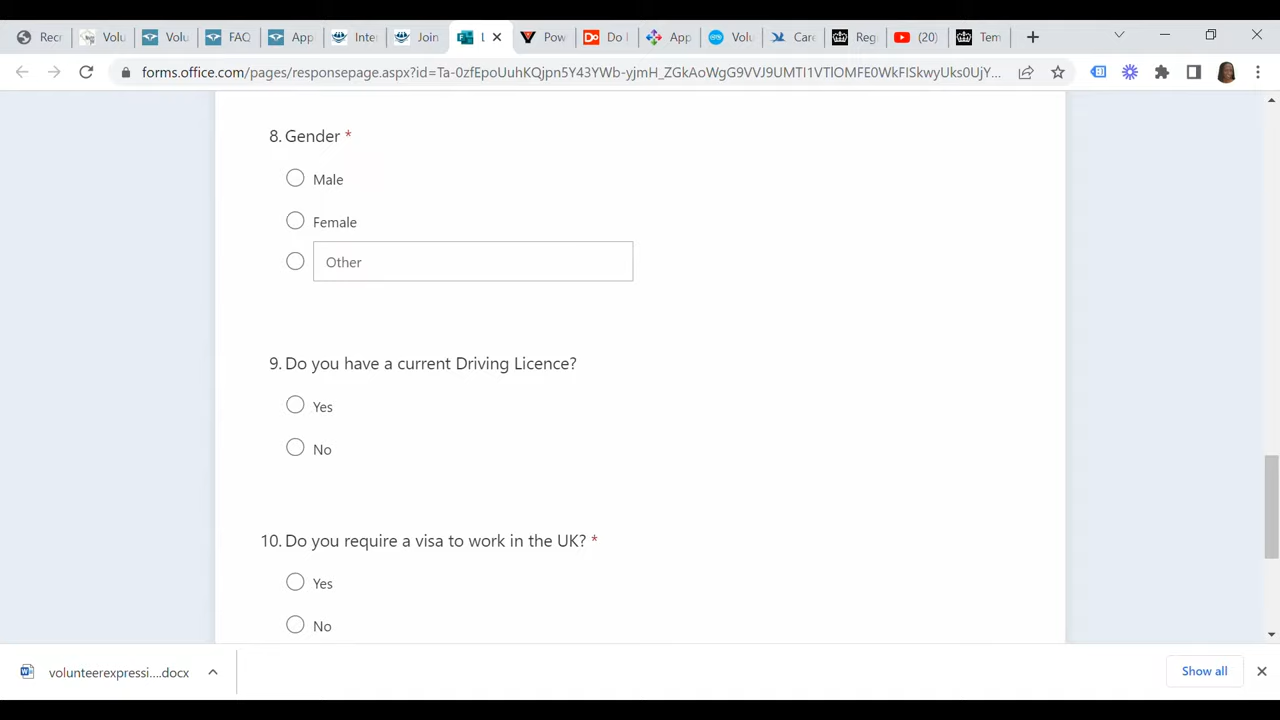 Recr
Volu
Volu
FAQ
App
Inter
Join
Pow
Do I
App
Volu
Care
Reg
(20)
Tem
forms.office.com/pages/responsepage.aspx?id=Ta-0zfEpoUuhKQjpn5Y43YWb-yjmH_ZGkAoWgG9VVJ9UMTI1VTlOMFE0WkFISkwyUks0UjY...
8. Gender *
Male
Female
Other
9. Do you have a current Driving Licence?
Yes
No
10. Do you require a visa to work in the UK? *
Yes
No
volunteerexpressi....docx
Show all